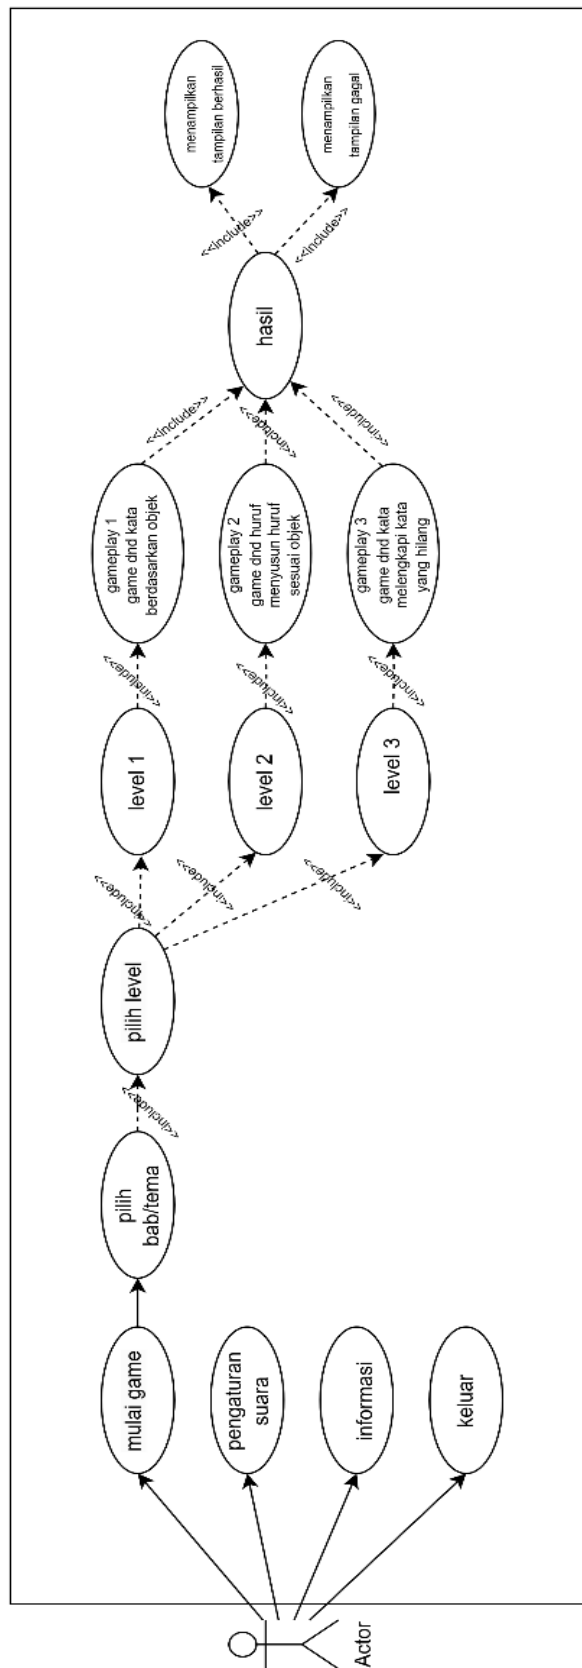 Actor
mulai game
pengaturan
suara
informasi
keluar
pilih
bab/tema
<<include>>
pilih level
<<include>>
<<include>>
<<include>>
level 1
level 2
level 3
<<include>>
<<include>>
<<include>>
gameplay 1
game dnd kata
berdasarkan objek
gameplay 2
game dnd huruf
menyusun huruf
sesuai objek
gameplay 3
game dnd kata
melengkapi kata
yang hilang
<<include>>
<<include>>
<<include>>
hasil
<<include>>
<<include>>
menampilkan
tampilan berhasil
menampilkan
tampilan gagal